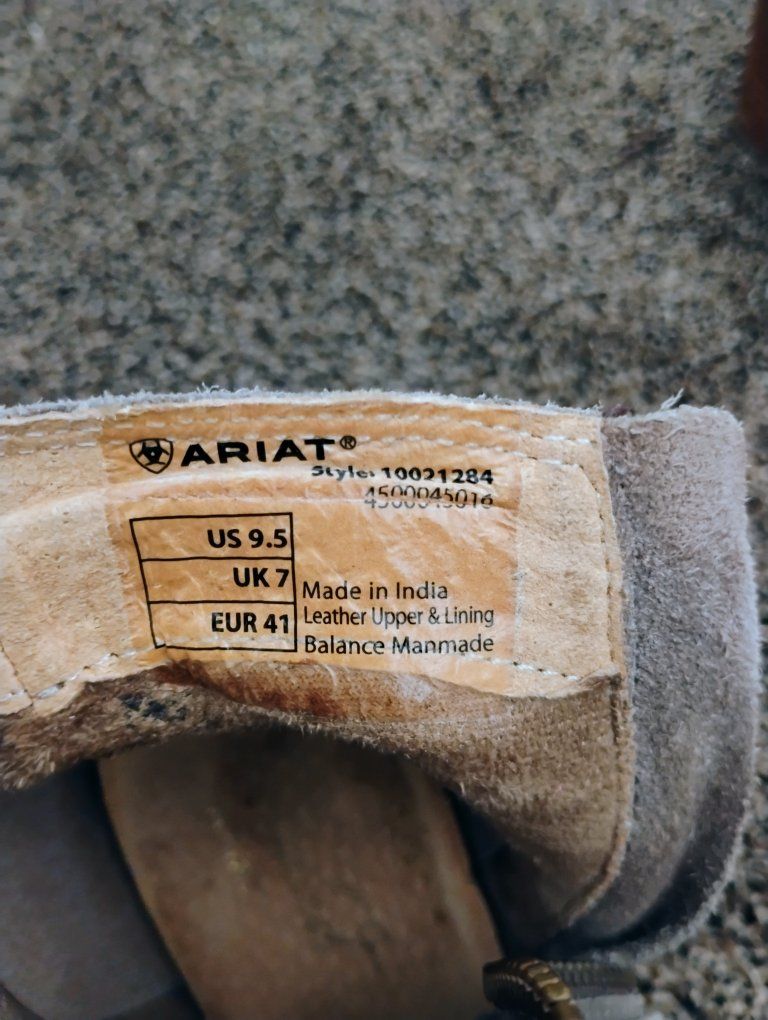 ARIAT®
Style: 10021284
4500045016
US 9.5
UK 7
EUR 41
Made in India
Leather Upper & Lining
Balance Manmade